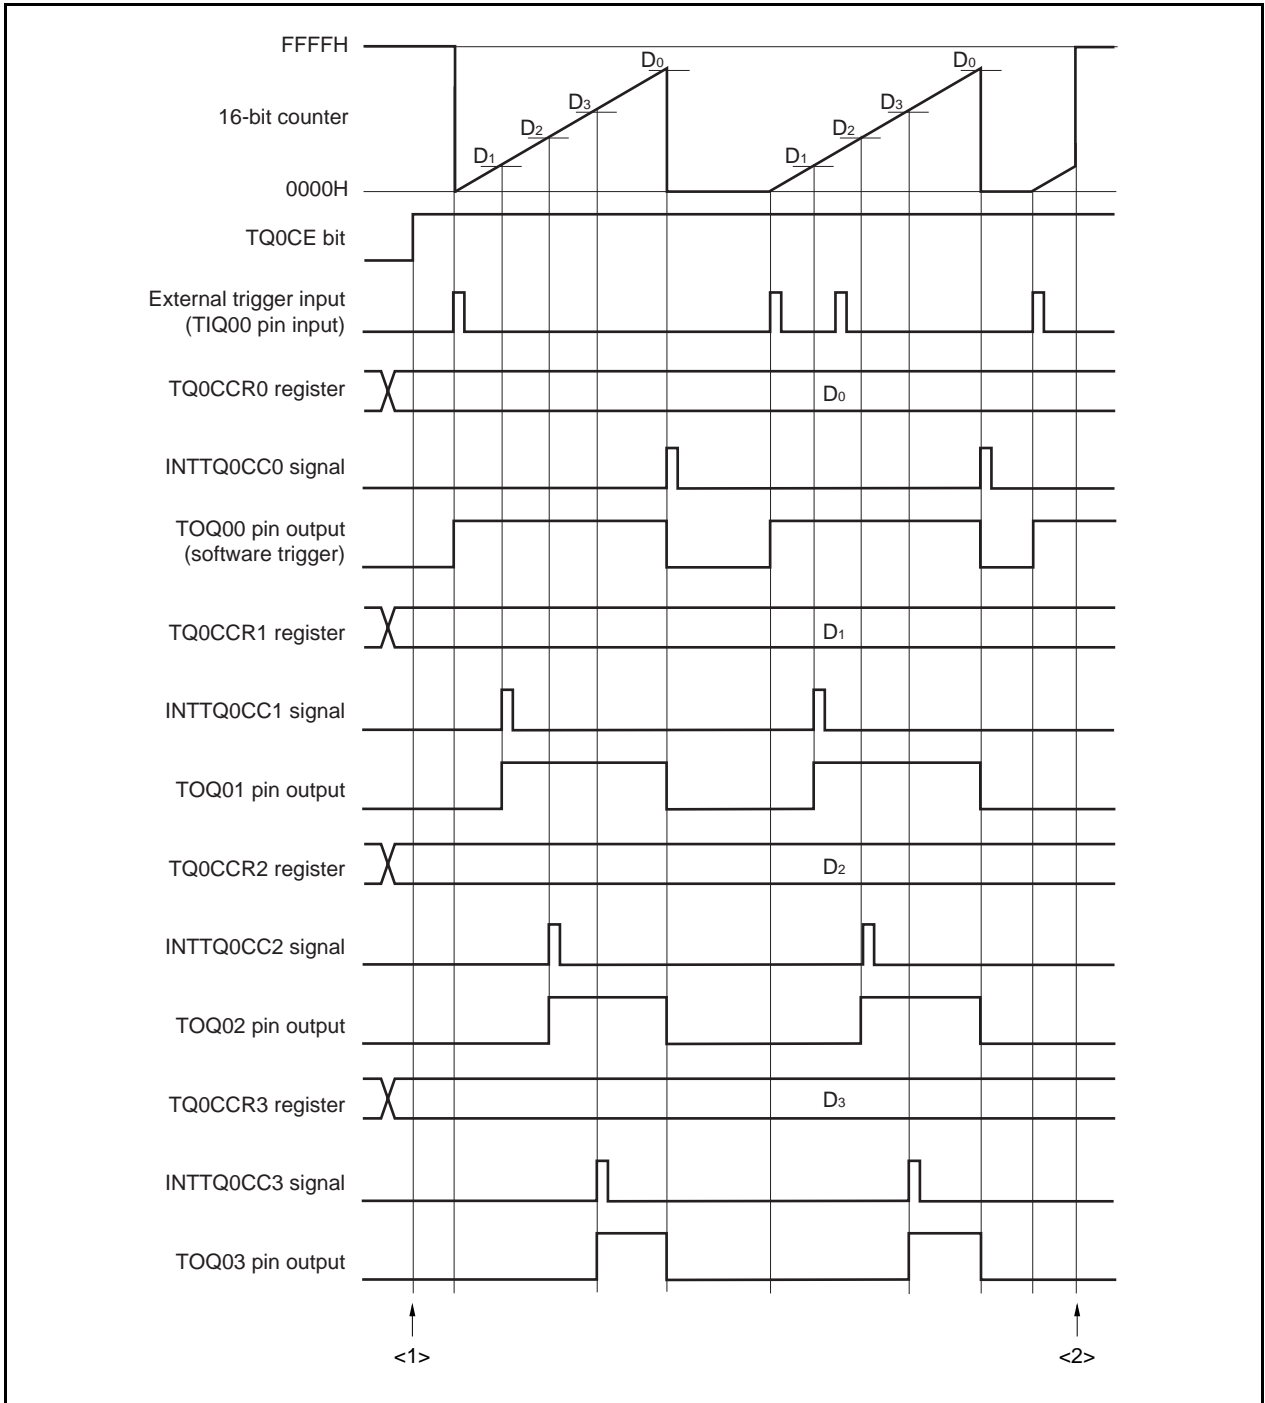 FFFFH
D0 D0
D3 D3
16-bit counter
D2 D2
D1 D1
0000H
TQ0CE bit
External trigger input
(TIQ00 pin input)
TQ0CCR0 register
D0
INTTQ0CC0 signal
TOQ00 pin output
(software trigger)
TQ0CCR1 register
D1
INTTQ0CC1 signal
TOQ01 pin output
TQ0CCR2 register
D2
INTTQ0CC2 signal
TOQ02 pin output
TQ0CCR3 register
D3
INTTQ0CC3 signal
TOQ03 pin output
<1> <2>